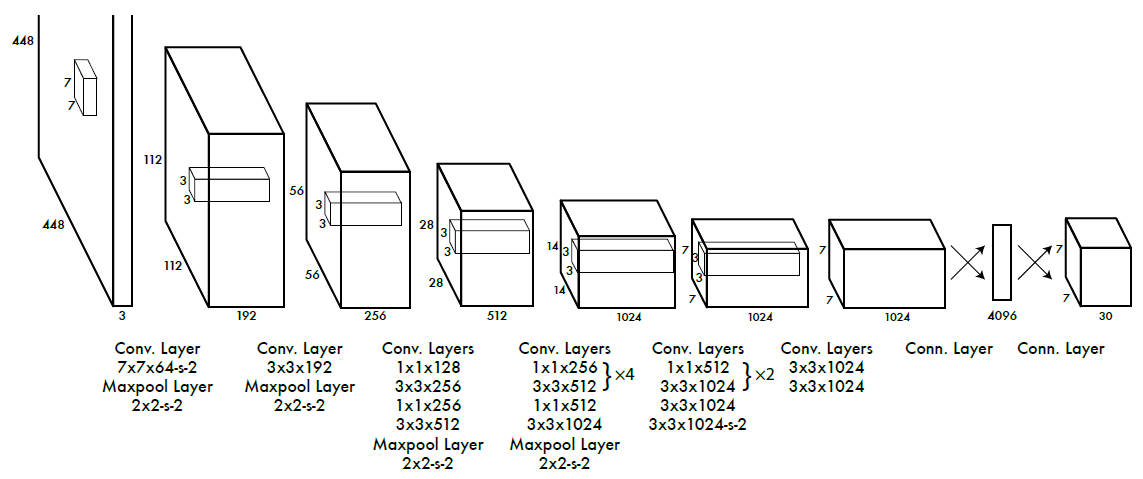 448
7
7
448
3
112
3
3
112
192
56
3
3
56
256
28
3
3
28
512
14
3
3
14
1024
7
3
3
7
1024
7
7
1024
4096
7
7
30
Conv. Layer
7x7x64-s-2
Maxpool Layer
2x2-s-2
Conv. Layer
3x3x192
Maxpool Layer
2x2-s-2
Conv. Layers
1x1x128
3x3x256
1x1x256
3x3x512
Maxpool Layer
2x2-s-2
Conv. Layers
1x1x256
3x3x512
}×4
1x1x512
3x3x1024
Maxpool Layer
2x2-s-2
Conv. Layers
1x1x512
3x3x1024
}×2
3x3x1024
3x3x1024-s-2
Conv. Layers
3x3x1024
3x3x1024
Conn. Layer
Conn. Layer